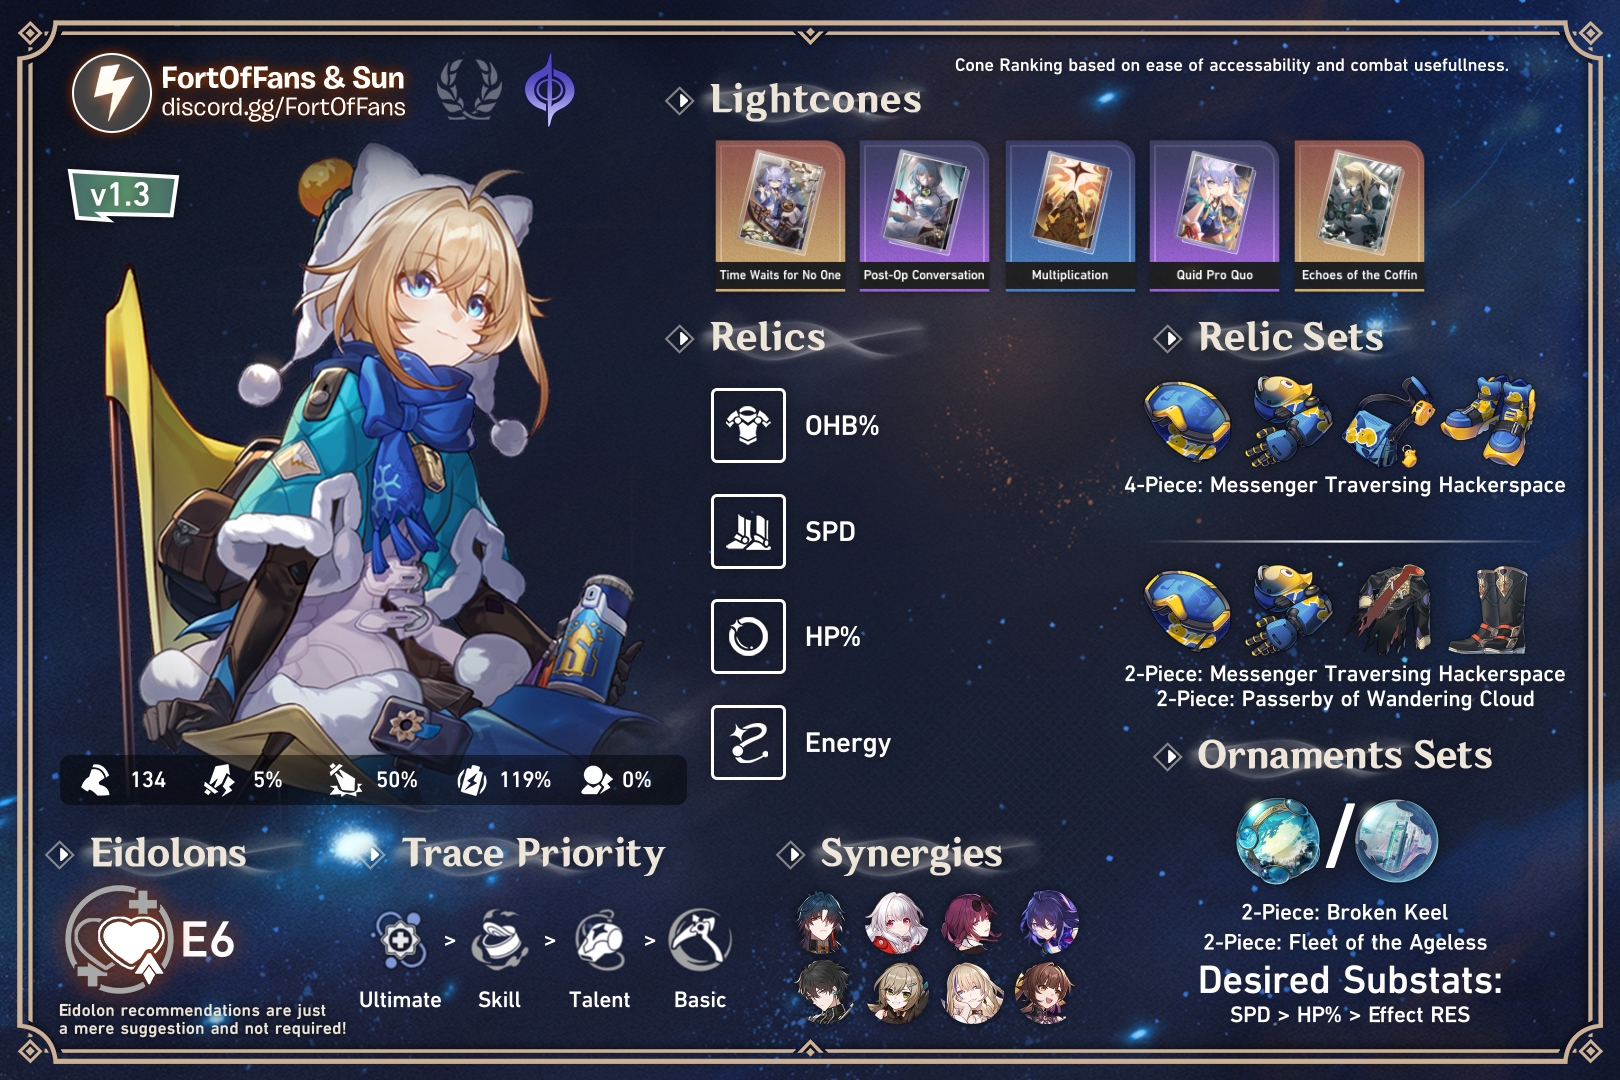 FortOfFans & Sun
discord.gg/FortOfFans
v1.3
Cone Ranking based on ease of accessability and combat usefullness.
Lightcones
Time Waits for No One
Post-Op Conversation
Multiplication
Quid Pro Quo
Echoes of the Coffin
Relics
OHB%
SPD
HP%
Energy
Relic Sets
4-Piece: Messenger Traversing Hackerspace
2-Piece: Messenger Traversing Hackerspace
2-Piece: Passerby of Wandering Cloud
Ornaments Sets
2-Piece: Broken Keel
2-Piece: Fleet of the Ageless
Desired Substats:
SPD > HP% > Effect RES
134
5%
50%
119%
0%
Eidolons
E6
Eidolon recommendations are just
a mere suggestion and not required!
Trace Priority
> > >
Ultimate Skill Talent Basic
Synergies